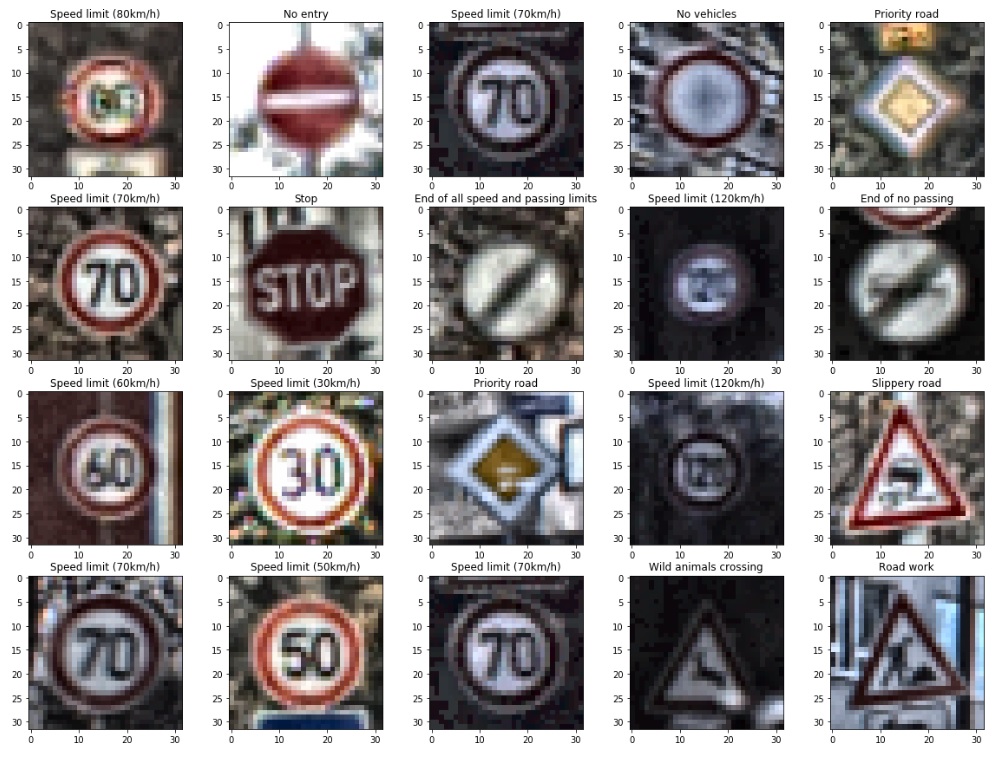 Speed limit (80km/h) No entry Speed limit (70km/h) No vehicles Priority road
0 5 10 15 20 25 30
0 10 20 30
0 5 10 15 20 25 30
0 10 20 30
0 5 10 15 20 25 30
70
0 10 20 30
0 5 10 15 20 25 30
0 10 20 30
0 5 10 15 20 25 30
0 10 20 30
Speed limit (70km/h) Stop End of all speed and passing limits Speed limit (120km/h) End of no passing
0 5 10 15 20 25 30
70
0 10 20 30
0 5 10 15 20 25 30
STOP
0 10 20 30
0 5 10 15 20 25 30
0 10 20 30
0 5 10 15 20 25 30
0 10 20 30
0 5 10 15 20 25 30
0 10 20 30
Speed limit (60km/h) Speed limit (30km/h) Priority road Speed limit (120km/h) Slippery road
0 5 10 15 20 25 30
60
0 10 20 30
0 5 10 15 20 25 30
30
0 10 20 30
0 5 10 15 20 25 30
0 10 20 30
0 5 10 15 20 25 30
0 10 20 30
0 5 10 15 20 25 30
0 10 20 30
Speed limit (70km/h) Speed limit (50km/h) Speed limit (70km/h) Wild animals crossing Road work
0 5 10 15 20 25 30
70
0 10 20 30
0 5 10 15 20 25 30
50
0 10 20 30
0 5 10 15 20 25 30
70
0 10 20 30
0 5 10 15 20 25 30
0 10 20 30
0 5 10 15 20 25 30
0 10 20 30